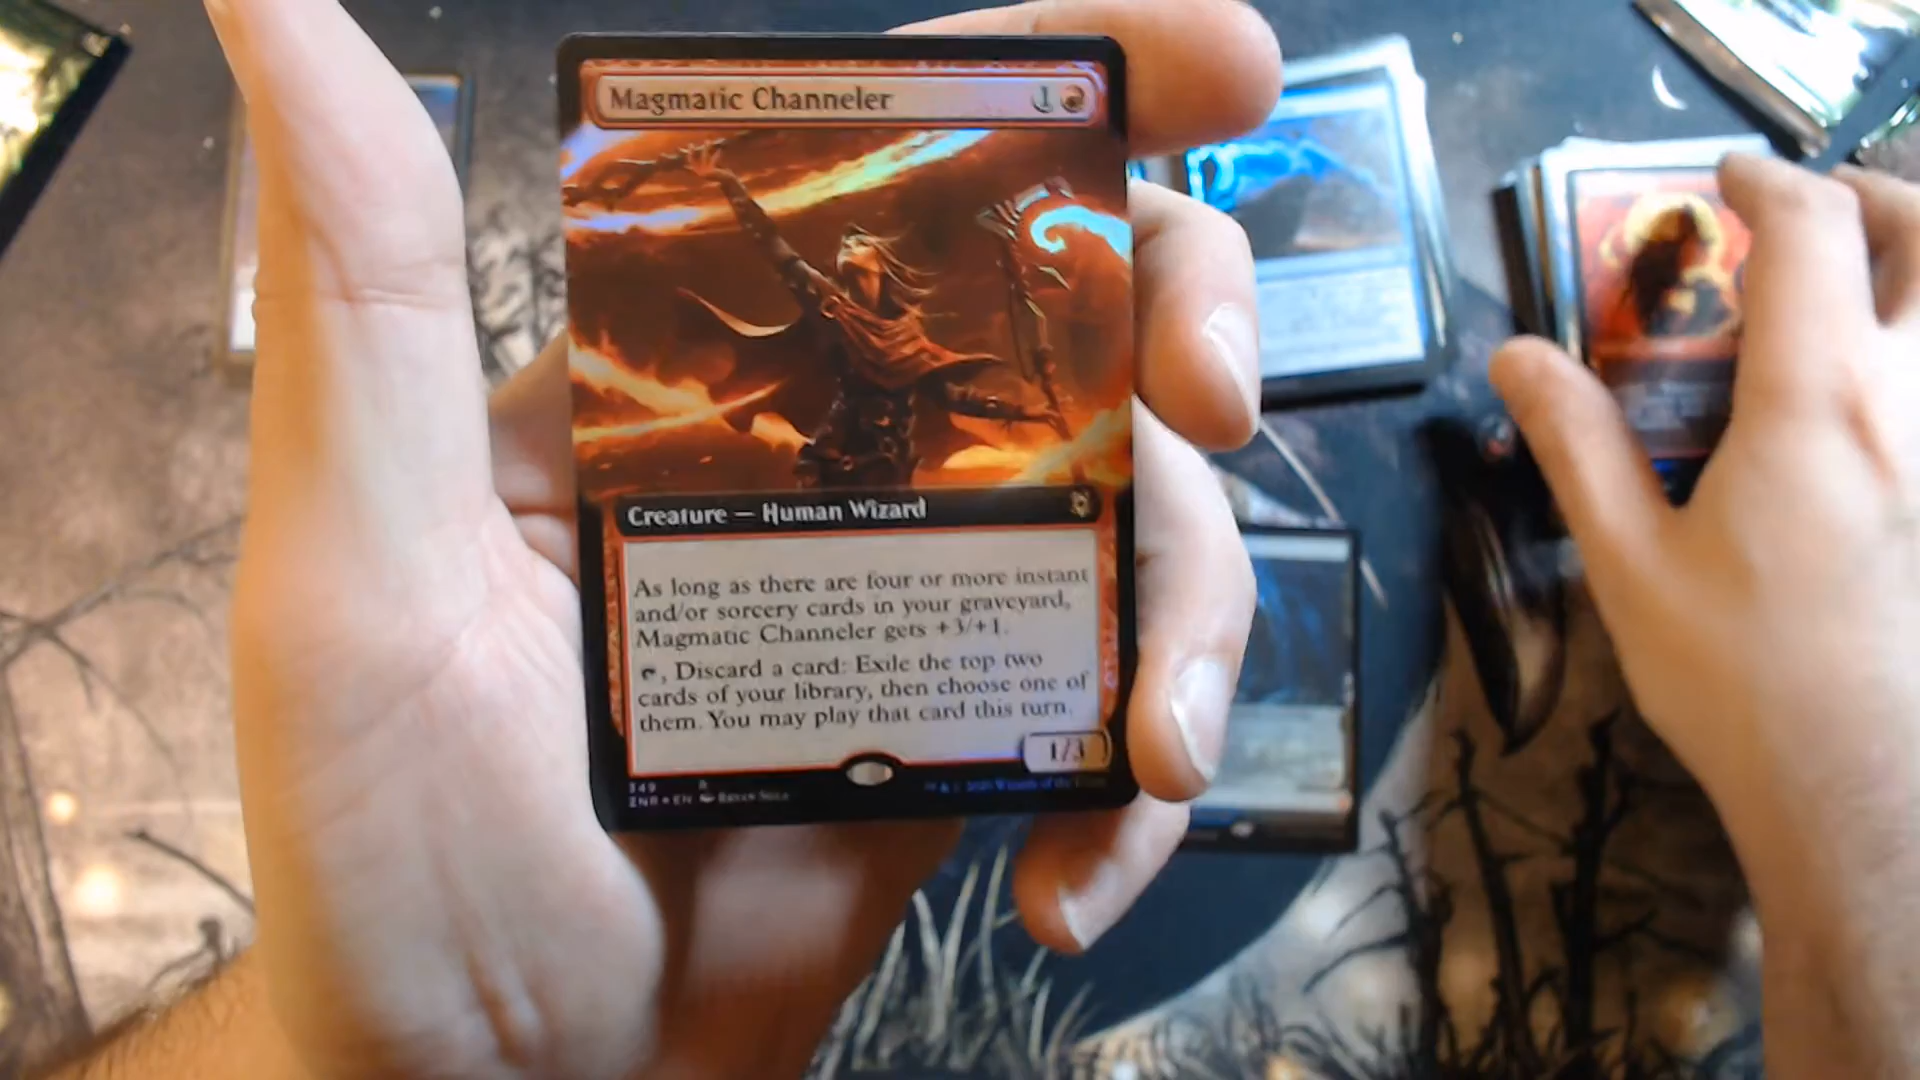 Magmatic Channeler 1
Creature — Human Wizard
As long as there are four or more instant
and/or sorcery cards in your graveyard,
Magmatic Channeler gets +3/+1.
, Discard a card: Exile the top two
cards of your library, then choose one of
them. You may play that card this turn.
1/3
349 R
ZNR ★ EN